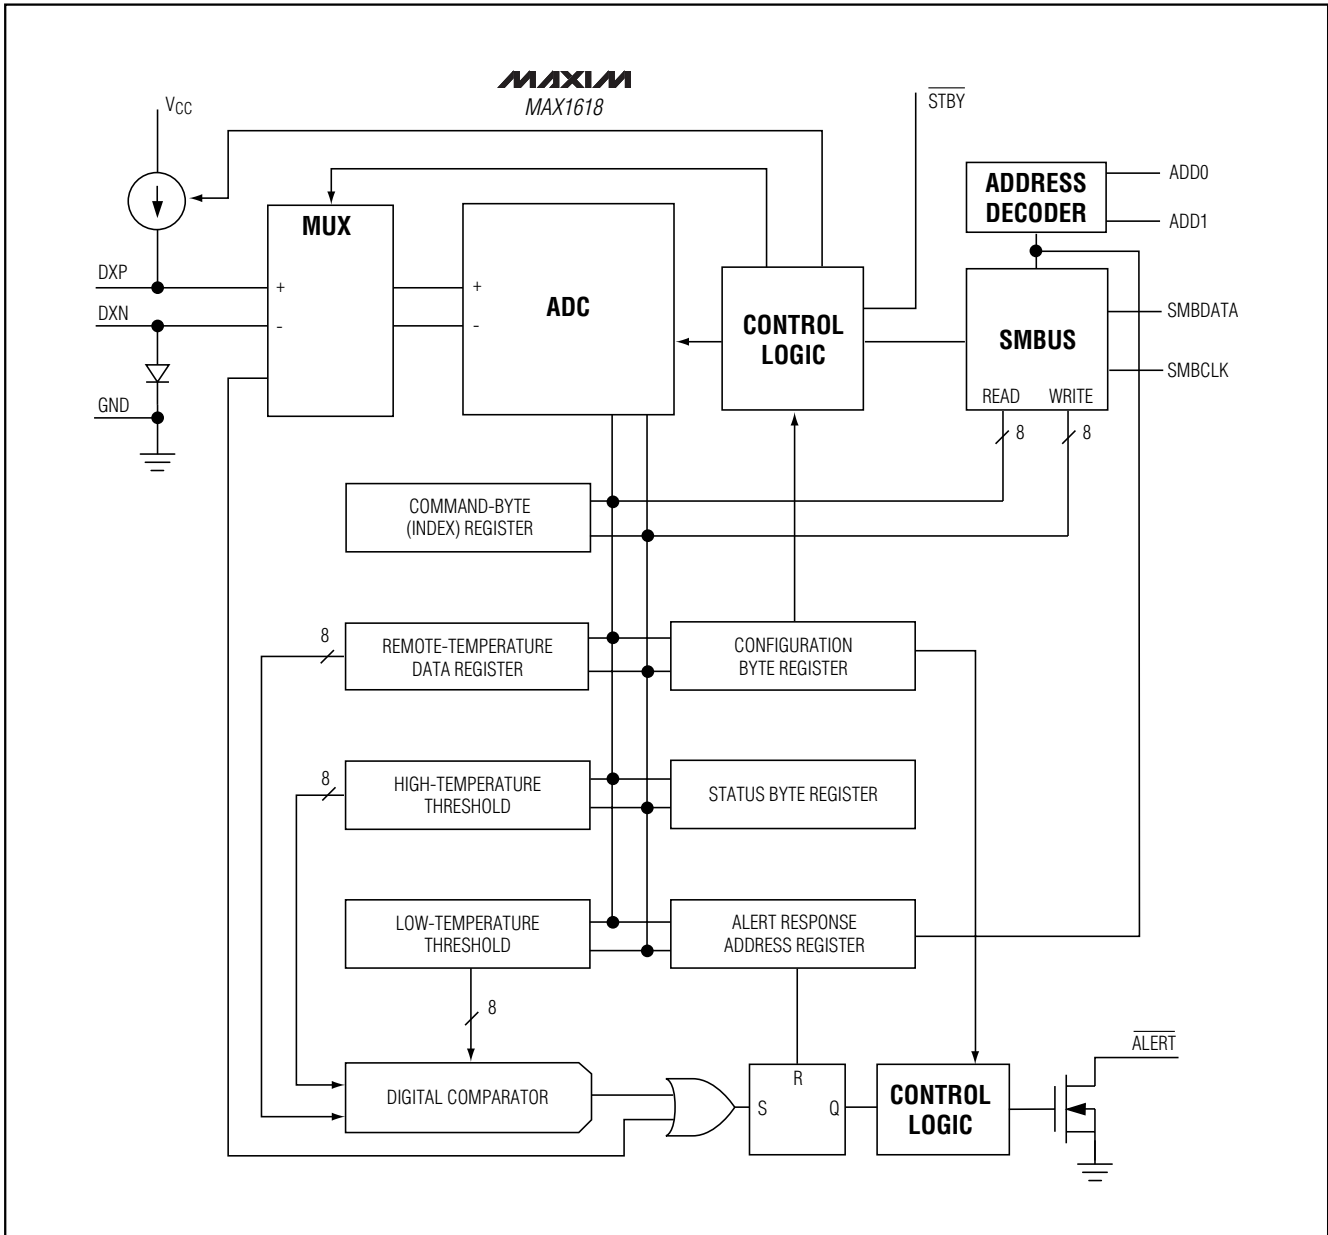 MAXIM
MAX1618
VCC
STBY
ADDRESS
DECODER
ADD0
ADD1
MUX
DXP
+
+
ADC
DXN
-
-
CONTROL
LOGIC
SMBUS
SMBDATA
SMBCLK
READ
WRITE
GND
8
8
COMMAND-BYTE
(INDEX) REGISTER
8
REMOTE-TEMPERATURE
DATA REGISTER
CONFIGURATION
BYTE REGISTER
8
HIGH-TEMPERATURE
THRESHOLD
STATUS BYTE REGISTER
LOW-TEMPERATURE
THRESHOLD
ALERT RESPONSE
ADDRESS REGISTER
8
ALERT
DIGITAL COMPARATOR
R
S
Q
CONTROL
LOGIC